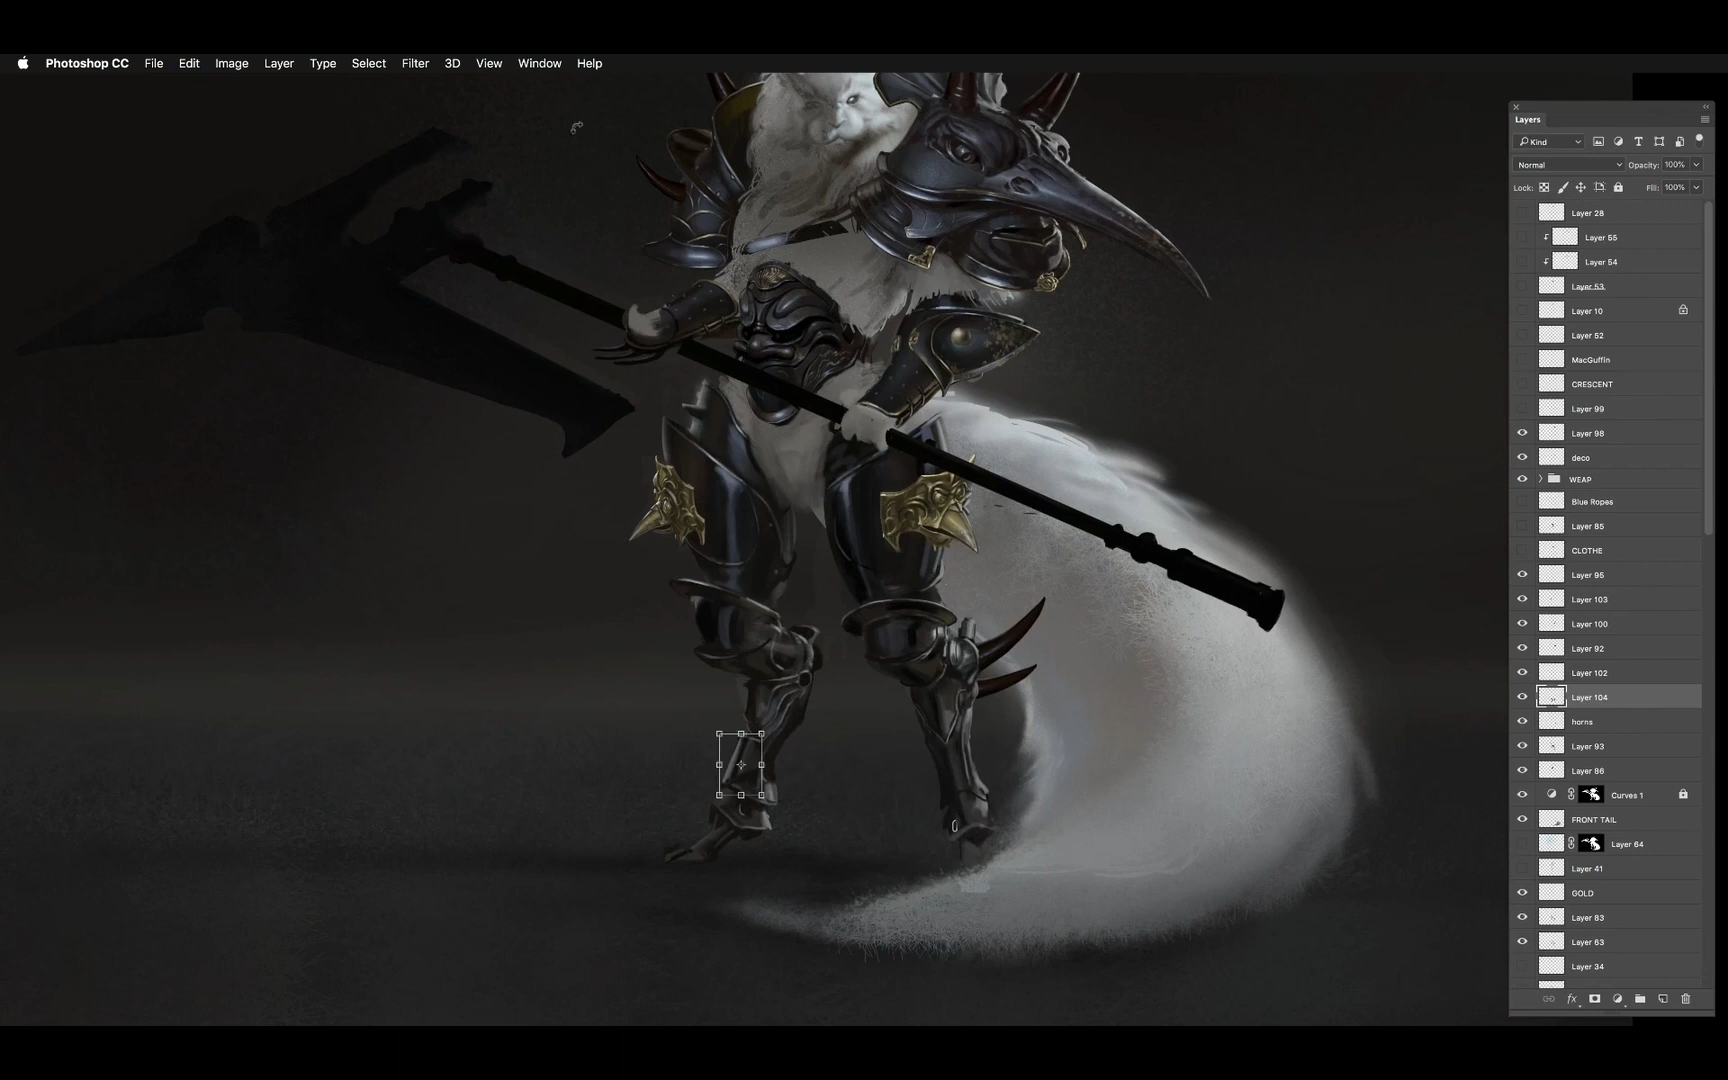 Photoshop CC File Edit Image Layer Type Select Filter 3D View Window Help
Layers
Kind
Normal Opacity: 100%
Lock: Fill: 100%
Layer 28
Layer 55
Layer 54
Layer 53
Layer 10
Layer 52
MacGuffin
CRESCENT
Layer 99
Layer 98
deco
WEAP
Blue Ropes
Layer 85
CLOTHE
Layer 95
Layer 103
Layer 100
Layer 92
Layer 102
Layer 104
horns
Layer 93
Layer 86
Curves 1
FRONT TAIL
Layer 64
Layer 41
GOLD
Layer 83
Layer 63
Layer 34
fx